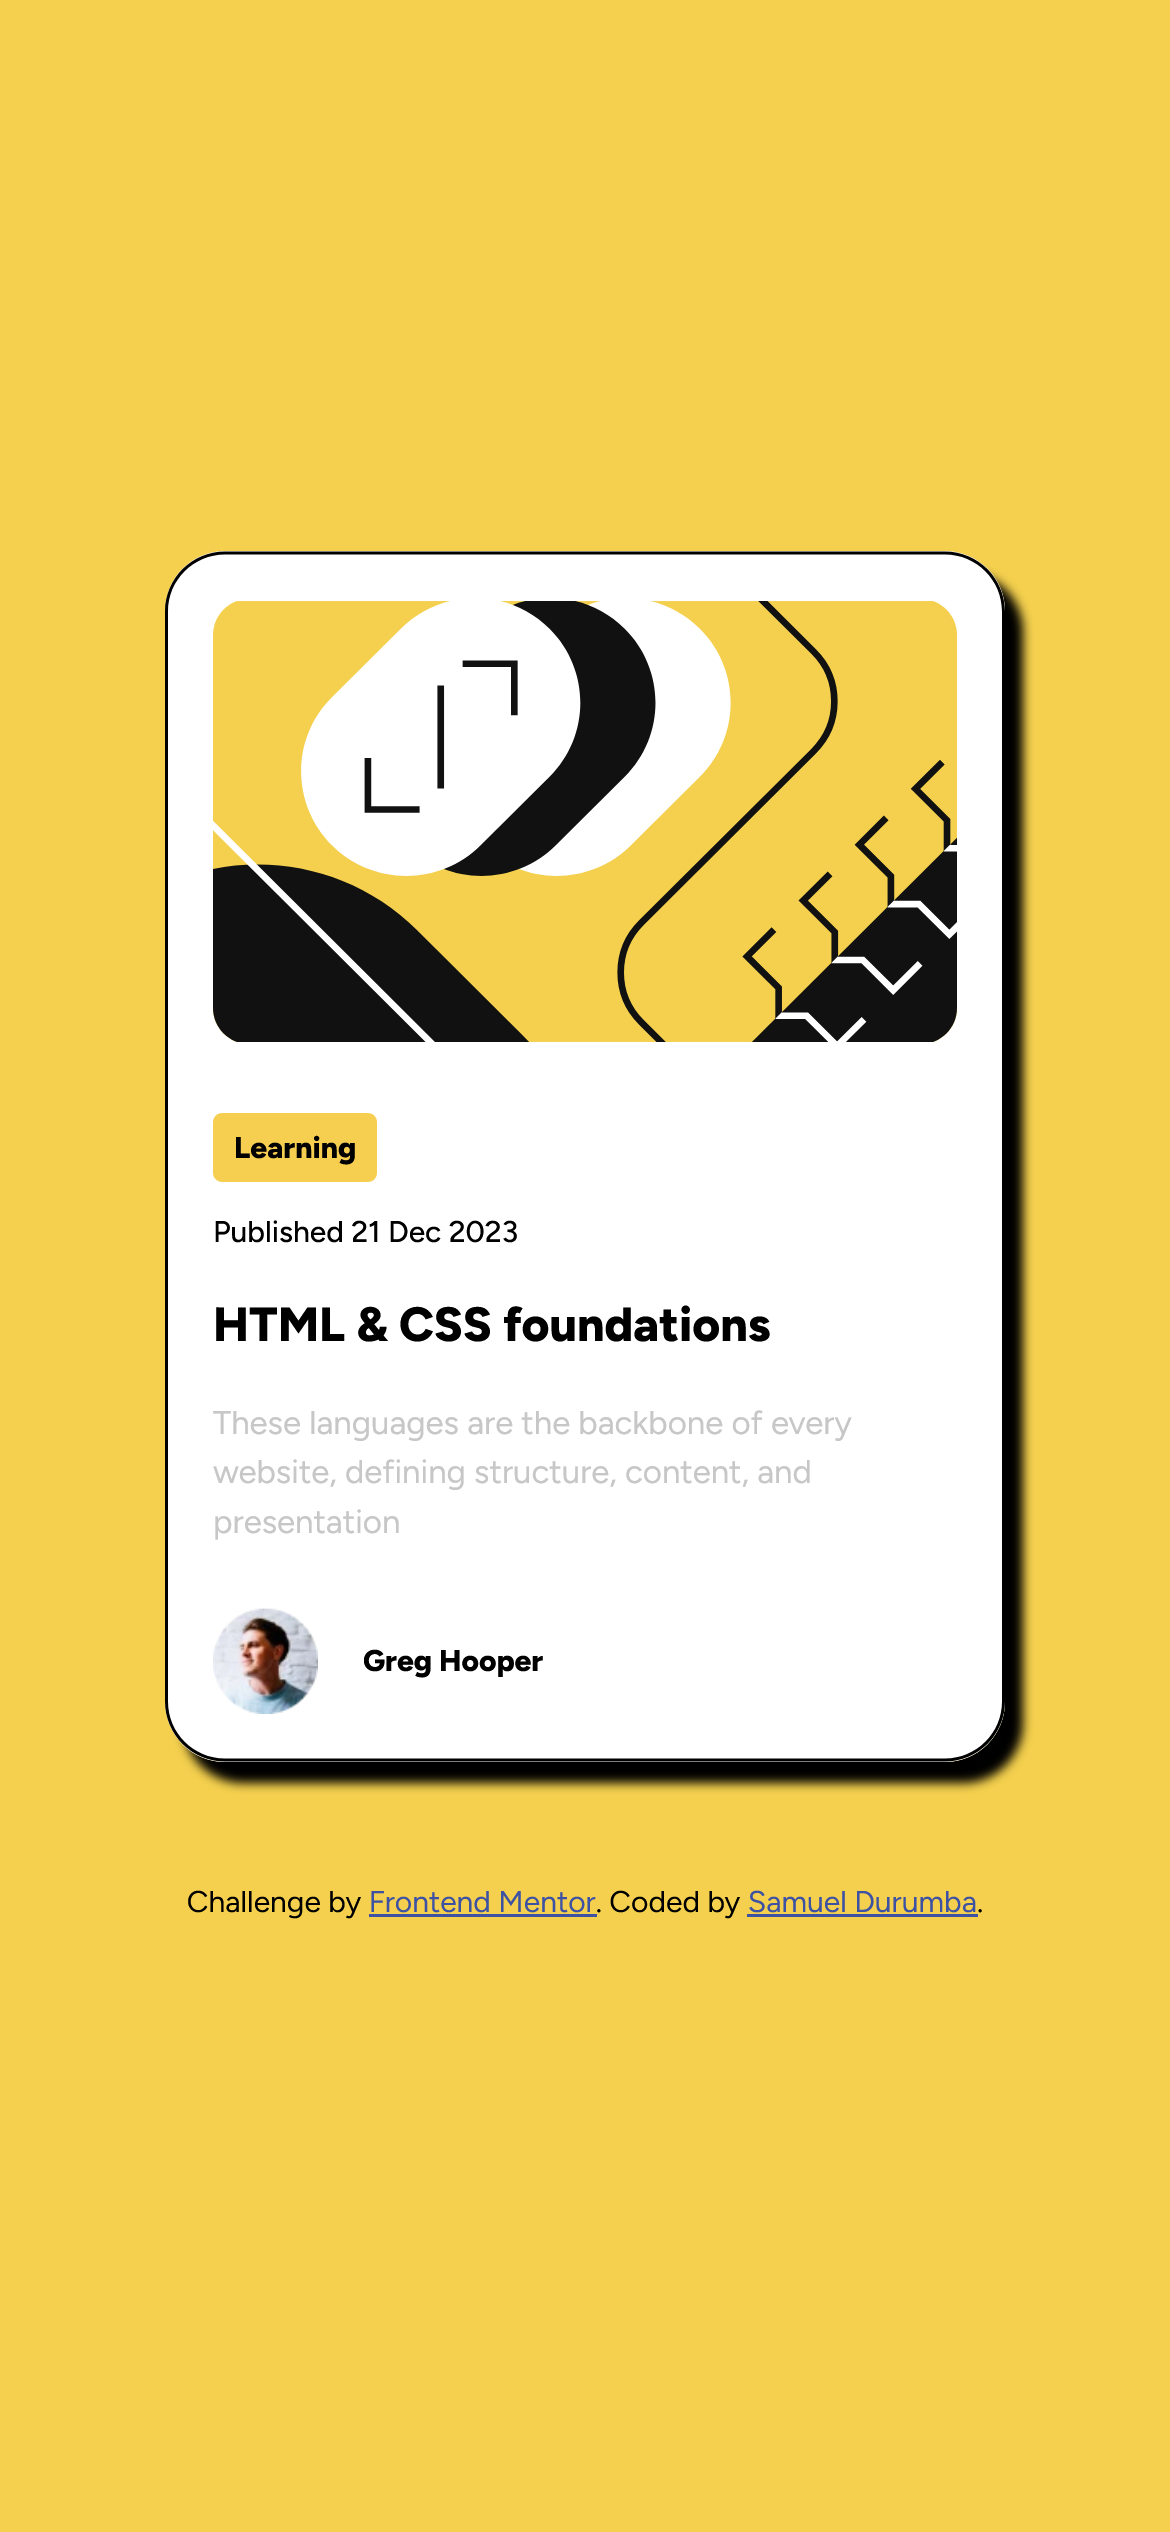 Learning
Published 21 Dec 2023
HTML & CSS foundations
These languages are the backbone of every
website, defining structure, content, and
presentation
Greg Hooper
Challenge by Frontend Mentor. Coded by Samuel Durumba.